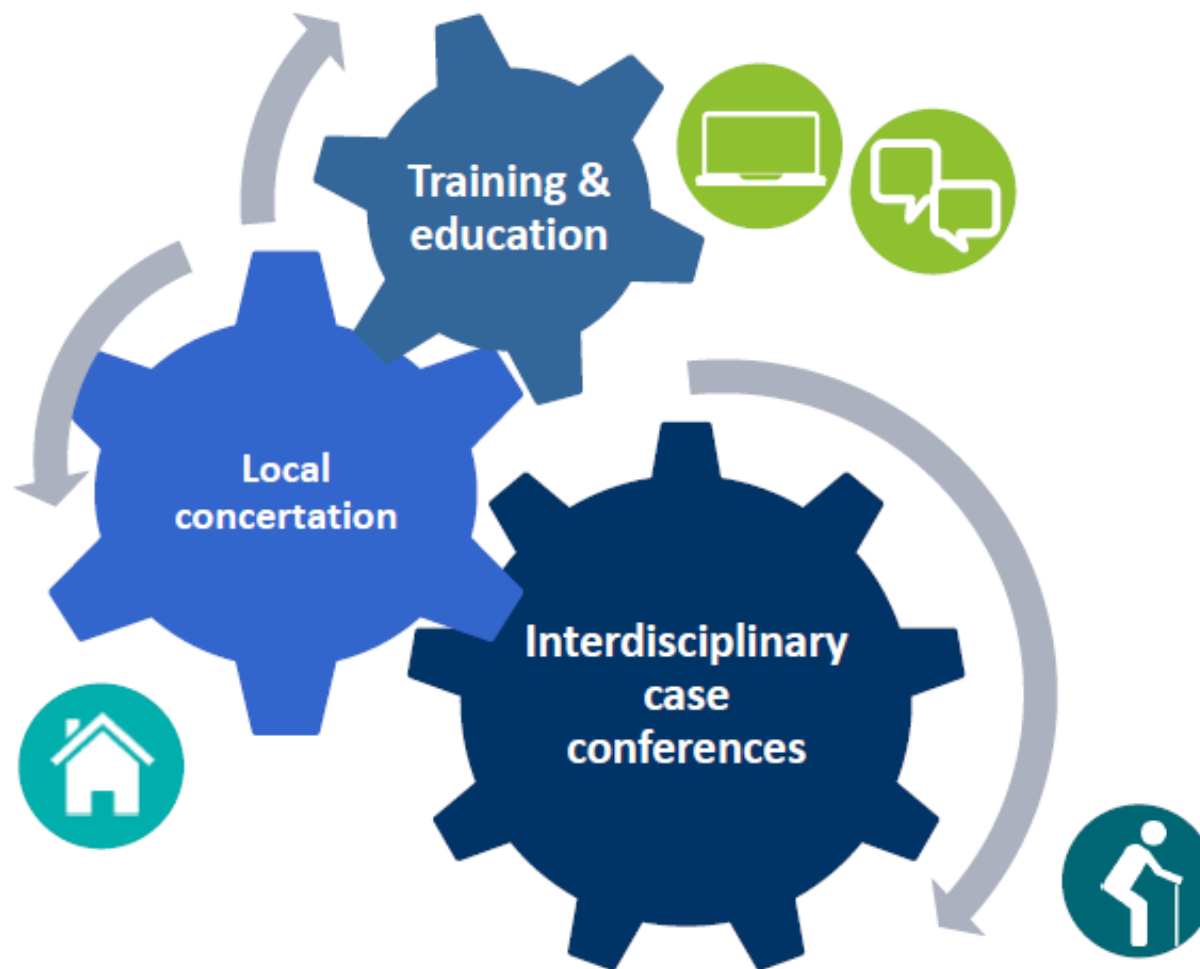 Training &
education
Local
concertation
Interdisciplinary
case
conferences